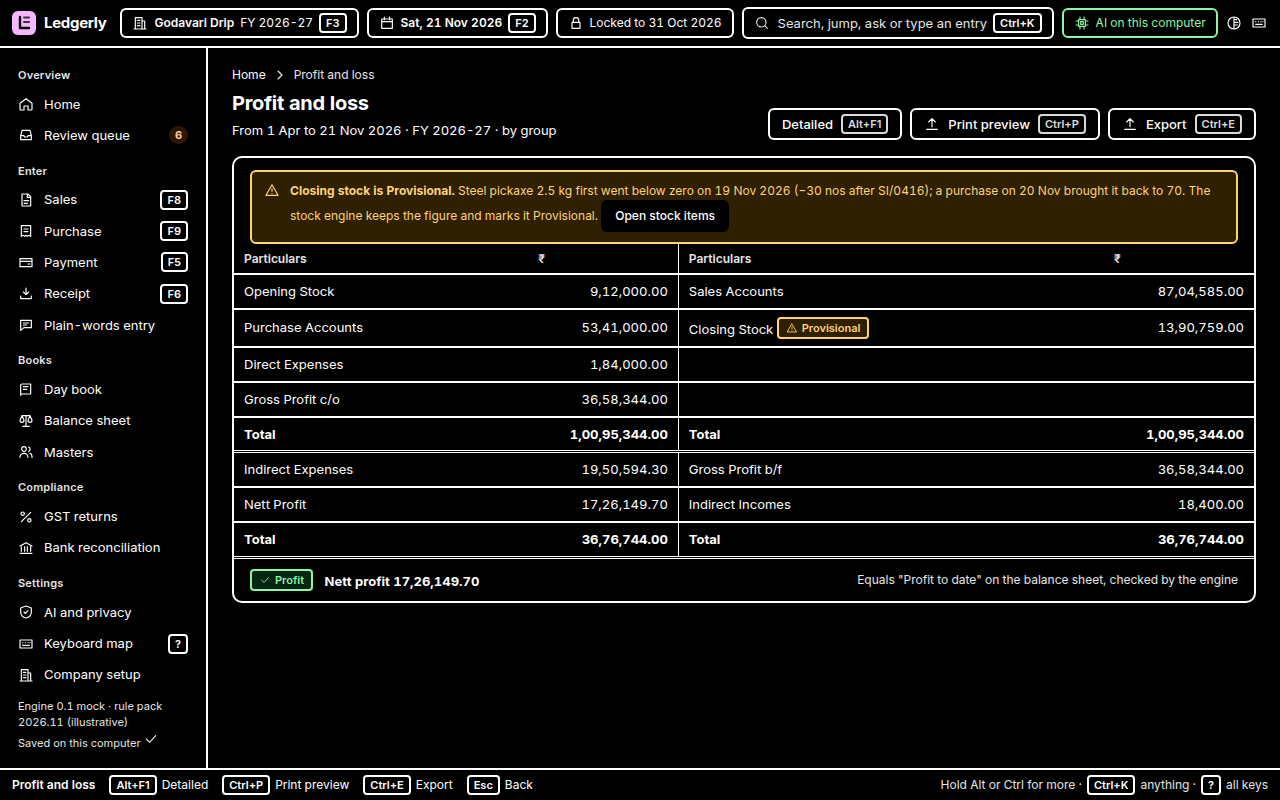 Ledgerly
Godavari Drip FY 2026-27 F3
Sat, 21 Nov 2026 F2
Locked to 31 Oct 2026
Search, jump, ask or type an entry Ctrl+K
AI on this computer
Overview
Home
Review queue 6
Enter
Sales F8
Purchase F9
Payment F5
Receipt F6
Plain-words entry
Books
Day book
Balance sheet
Masters
Compliance
GST returns
Bank reconciliation
Settings
AI and privacy
Keyboard map ?
Company setup
Engine 0.1 mock · rule pack
2026.11 (illustrative)
Saved on this computer
Home > Profit and loss
Profit and loss
From 1 Apr to 21 Nov 2026 · FY 2026-27 · by group
Detailed Alt+F1
Print preview Ctrl+P
Export Ctrl+E
Closing stock is Provisional. Steel pickaxe 2.5 kg first went below zero on 19 Nov 2026 (−30 nos after SI/0416); a purchase on 20 Nov brought it back to 70. The
stock engine keeps the figure and marks it Provisional. Open stock items
Particulars ₹ Particulars ₹
Opening Stock 9,12,000.00 Sales Accounts 87,04,585.00
Purchase Accounts 53,41,000.00 Closing Stock Provisional 13,90,759.00
Direct Expenses 1,84,000.00
Gross Profit c/o 36,58,344.00
Total 1,00,95,344.00 Total 1,00,95,344.00
Indirect Expenses 19,50,594.30 Gross Profit b/f 36,58,344.00
Nett Profit 17,26,149.70 Indirect Incomes 18,400.00
Total 36,76,744.00 Total 36,76,744.00
Profit Nett profit 17,26,149.70 Equals "Profit to date" on the balance sheet, checked by the engine
Profit and loss Alt+F1 Detailed Ctrl+P Print preview Ctrl+E Export Esc Back
Hold Alt or Ctrl for more · Ctrl+K anything · ? all keys